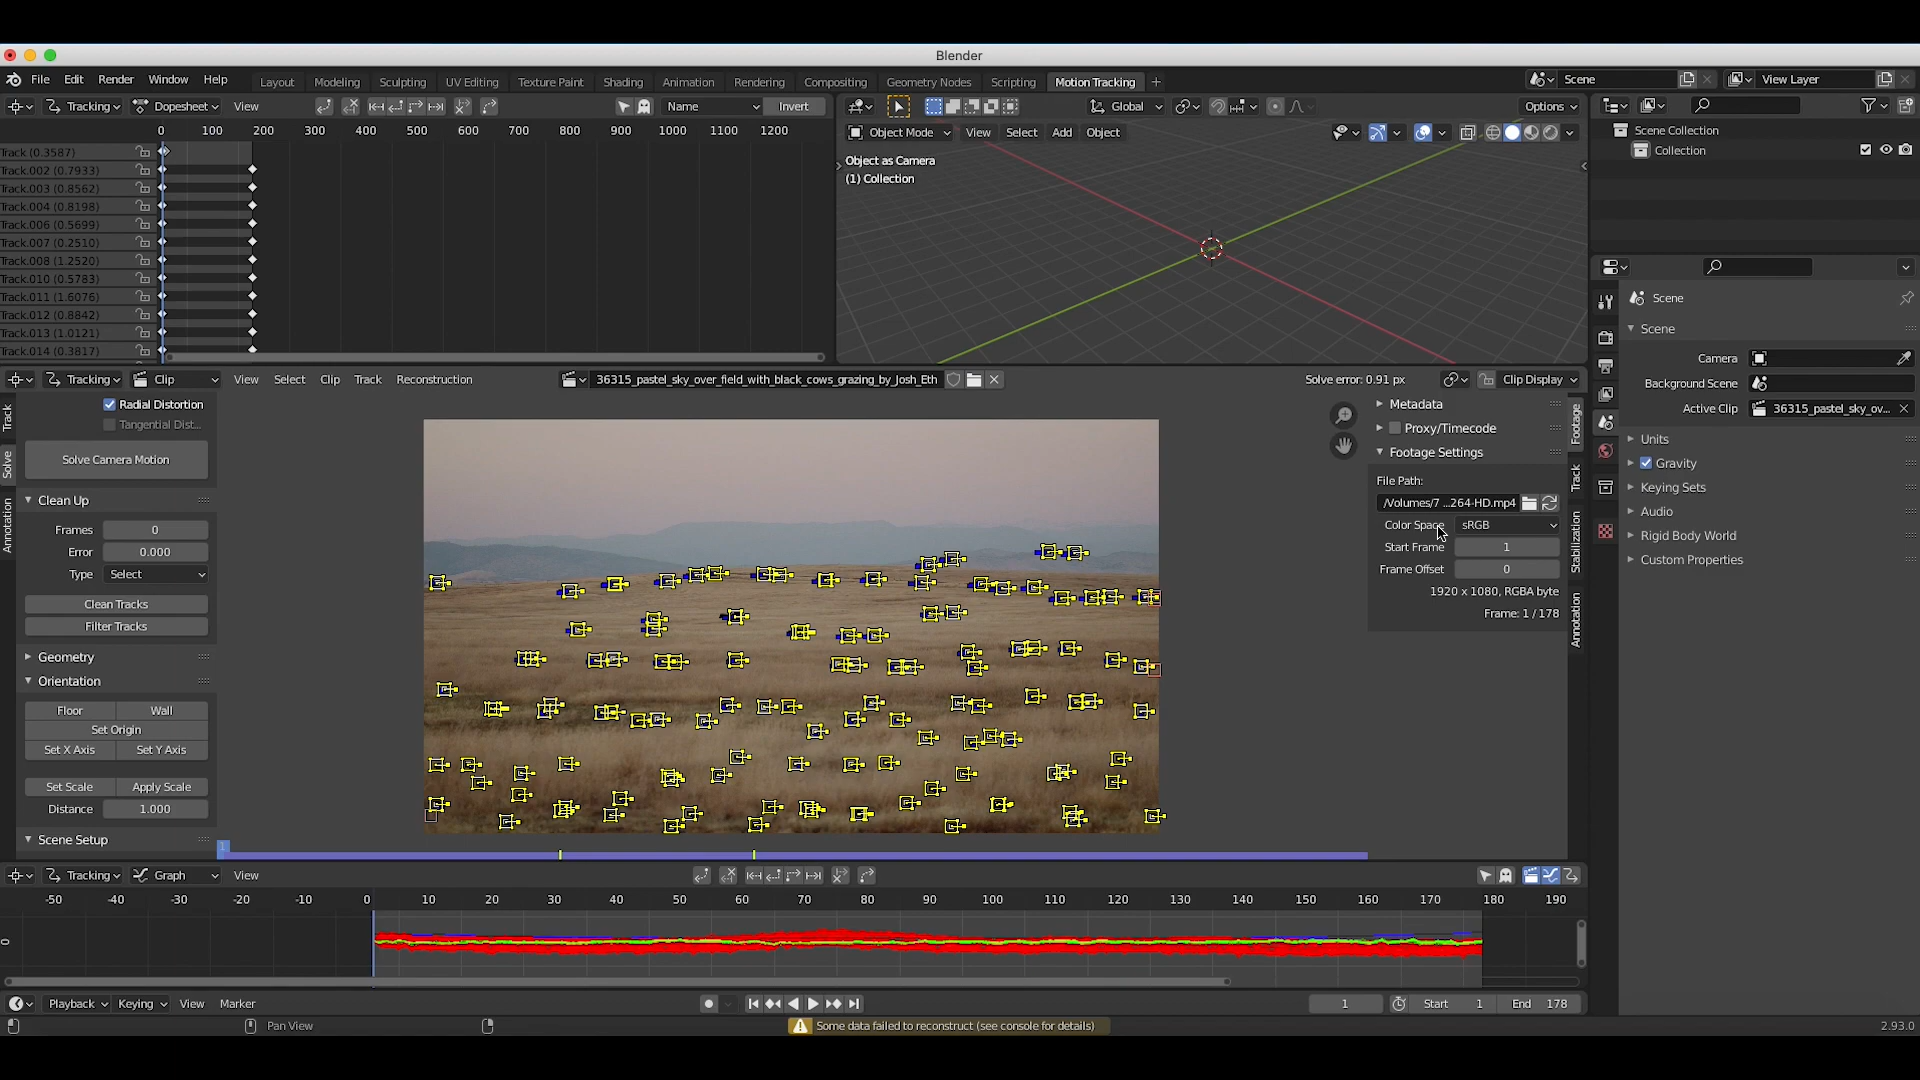 Blender
File Edit Render Window Help
Layout Modeling Sculpting UV Editing Texture Paint Shading Animation Rendering Compositing Geometry Nodes Scripting Motion Tracking +
Scene
View Layer
Tracking Dopesheet View
Name Invert
Global
Options
0 100 200 300 400 500 600 700 800 900 1000 1100 1200
Object Mode View Select Add Object
Scene Collection
Collection
Track (0.3587)
Track.002 (0.7933)
Track.003 (0.8562)
Track.004 (0.8198)
Track.006 (0.5699)
Track.007 (0.2510)
Track.008 (1.2520)
Track.010 (0.5783)
Track.011 (1.6076)
Track.012 (0.8842)
Track.013 (1.0121)
Track.014 (0.3817)
Object as Camera
(1) Collection
Scene
Scene
Camera
Background Scene
Active Clip 36315_pastel_sky_ov...
Units
Gravity
Keying Sets
Audio
Rigid Body World
Custom Properties
Tracking Clip View Select Clip Track Reconstruction
36315_pastel_sky_over_field_with_black_cows_grazing_by_Josh_Eth
Solve error: 0.91 px
Clip Display
Track
Solve
Annotation
Radial Distortion
Tangential Dist...
Solve Camera Motion
Clean Up
Frames 0
Error 0.000
Type Select
Clean Tracks
Filter Tracks
Geometry
Orientation
Floor Wall
Set Origin
Set X Axis Set Y Axis
Set Scale Apply Scale
Distance 1.000
Scene Setup
Metadata
Proxy/Timecode
Footage Settings
File Path:
/Volumes/7 ...264-HD.mp4
Color Space sRGB
Start Frame 1
Frame Offset 0
1920 x 1080, RGBA byte
Frame: 1 / 178
Footage
Track
Stabilization
Annotation
1
Tracking Graph View
-50 -40 -30 -20 -10 0 10 20 30 40 50 60 70 80 90 100 110 120 130 140 150 160 170 180 190
0
Playback Keying View Marker
1 Start 1 End 178
Pan View
Some data failed to reconstruct (see console for details)
2.93.0